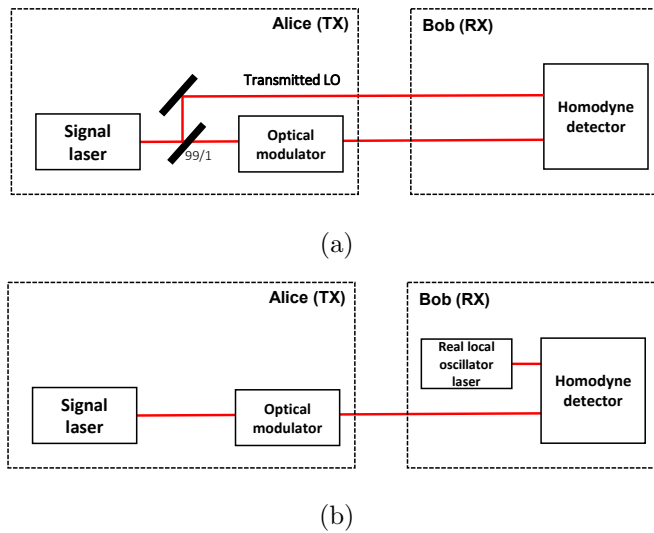 Alice (TX)
Bob (RX)
Transmitted LO
Signal
laser
99/1
Optical
modulator
Homodyne
detector
(a)
Alice (TX)
Bob (RX)
Real local
oscillator
laser
Signal
laser
Optical
modulator
Homodyne
detector
(b)